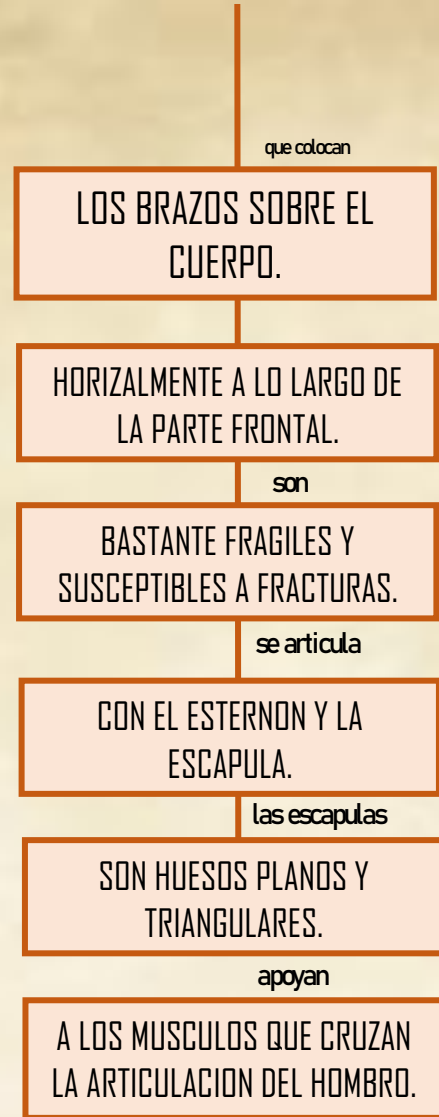 que colocan
LOS BRAZOS SOBRE EL
CUERPO.
HORIZALMENTE A LO LARGO DE
LA PARTE FRONTAL.
son
BASTANTE FRAGILES Y
SUSCEPTIBLES A FRACTURAS.
se articula
CON EL ESTERNON Y LA
ESCAPULA.
las escapulas
SON HUESOS PLANOS Y
TRIANGULARES.
apoyan
A LOS MUSCULOS QUE CRUZAN
LA ARTICULACION DEL HOMBRO.